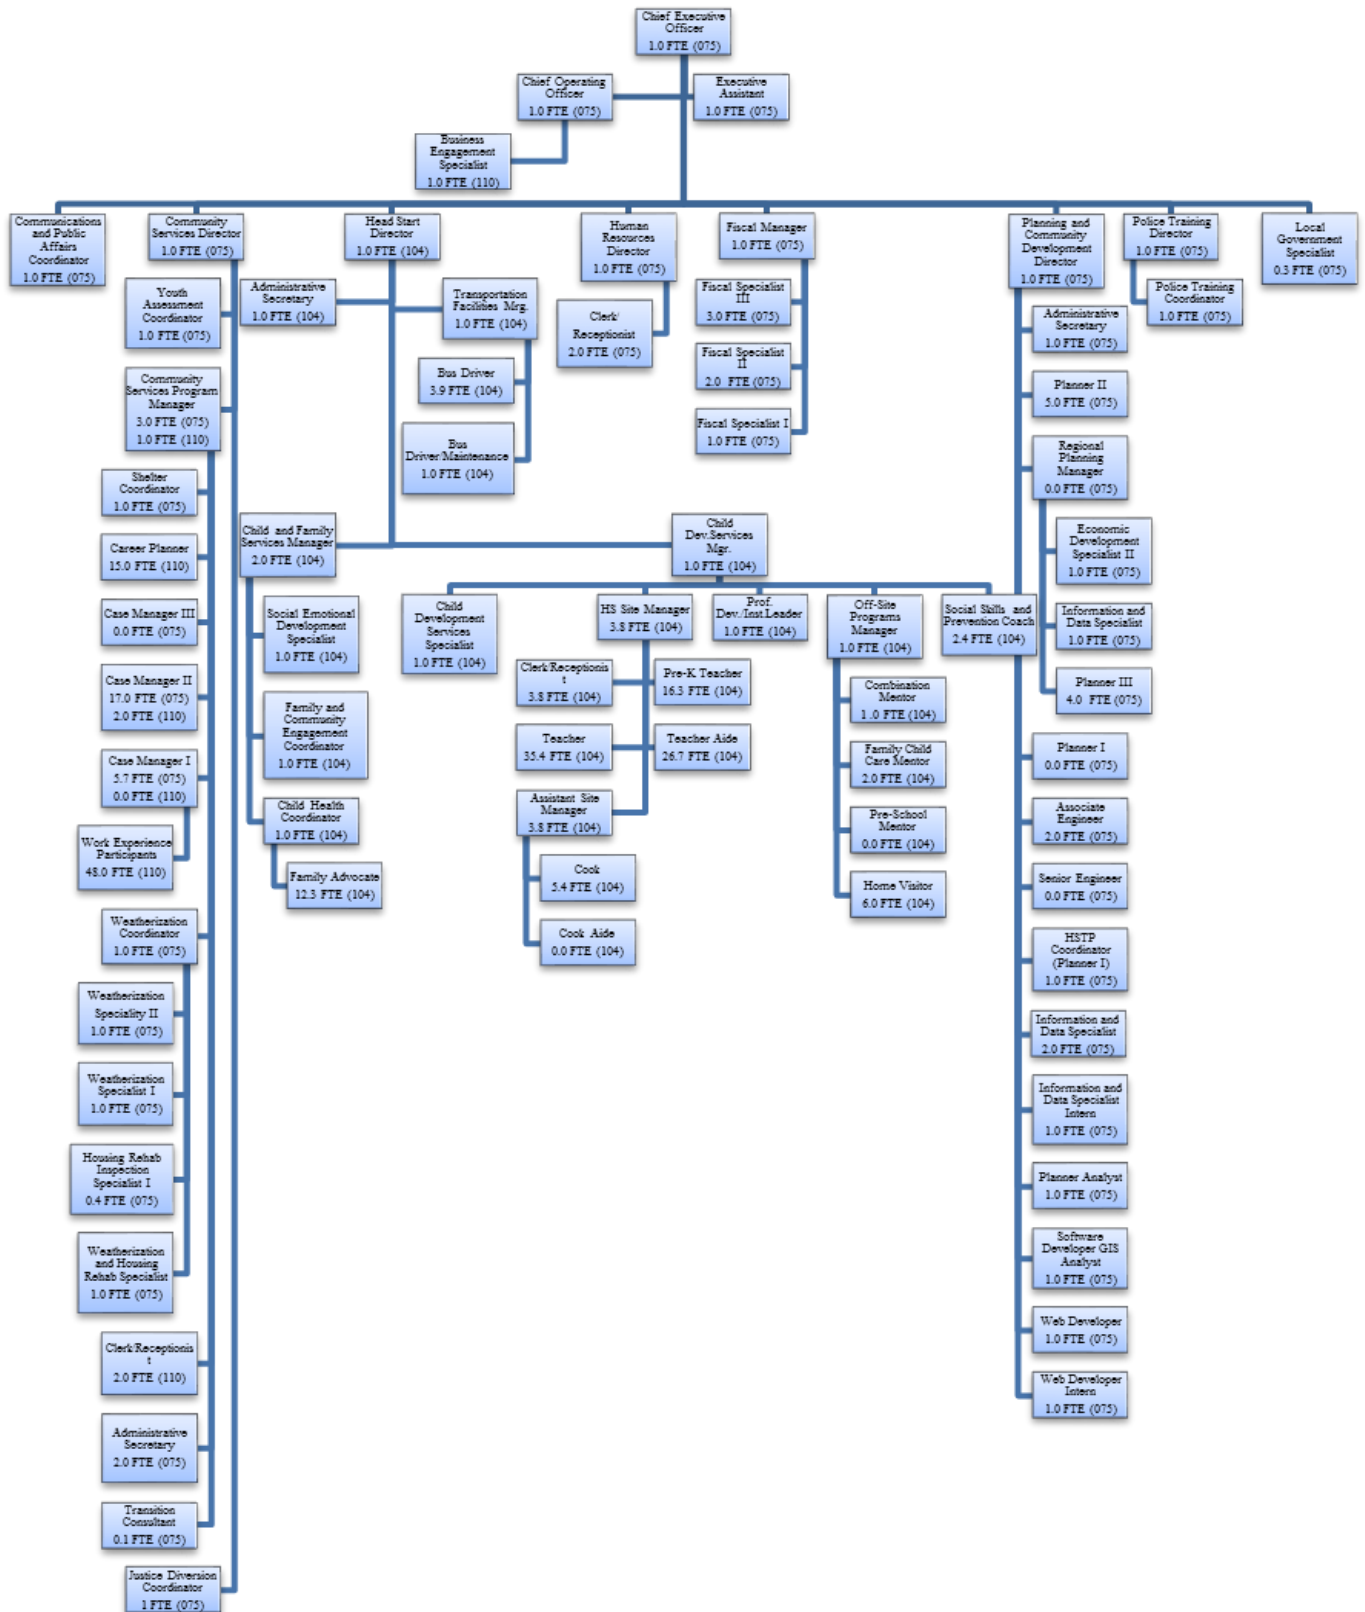 Chief Executive
Officer
1.0 FTE (075)
Chief Operating
Officer
1.0 FTE (075)
Executive
Assistant
1.0 FTE (075)
Business
Engagement
Specialist
1.0 FTE (110)
Communications
and Public
Affairs
Coordinator
1.0 FTE (075)
Community
Services Director
1.0 FTE (075)
Head Start
Director
1.0 FTE (104)
Human
Resources
Director
1.0 FTE (075)
Fiscal Manager
1.0 FTE (075)
Planning and
Community
Development
Director
1.0 FTE (075)
Police Training
Director
1.0 FTE (075)
Local
Government
Specialist
0.3 FTE (075)
Youth
Assessment
Coordinator
1.0 FTE (075)
Community
Services Program
Manager
3.0 FTE (075)
1.0 FTE (110)
Shelter
Coordinator
1.0 FTE (075)
Career Planner
15.0 FTE (110)
Case Manager III
0.0 FTE (075)
Case Manager II
17.0 FTE (075)
2.0 FTE (110)
Case Manager I
5.7 FTE (075)
0.0 FTE (110)
Work Experience
Participants
48.0 FTE (110)
Weatherization
Coordinator
1.0 FTE (075)
Weatherization
Speciality II
1.0 FTE (075)
Weatherization
Specialist I
1.0 FTE (075)
Housing Rehab
Inspection
Specialist I
0.4 FTE (075)
Weatherization
and Housing
Rehab Specialist
1.0 FTE (075)
Clerk/Receptionis
t
2.0 FTE (110)
Administrative
Secretary
2.0 FTE (075)
Transition
Consultant
0.1 FTE (075)
Justice Diversion
Coordinator
1 FTE (075)
Administrative
Secretary
1.0 FTE (104)
Transportation
Facilities Mrg.
1.0 FTE (104)
Bus Driver
3.9 FTE (104)
Bus
Driver/Maintenance
1.0 FTE (104)
Child and Family
Services Manager
2.0 FTE (104)
Social Emotional
Development
Specialist
1.0 FTE (104)
Family and
Community
Engagement
Coordinator
1.0 FTE (104)
Child Health
Coordinator
1.0 FTE (104)
Family Advocate
12.3 FTE (104)
Child
Dev.Services
Mgr.
1.0 FTE (104)
Child
Development
Services
Specialist
1.0 FTE (104)
HS Site Manager
3.8 FTE (104)
Prof.
Dev./Inst.Leader
1.0 FTE (104)
Off-Site
Programs
Manager
1.0 FTE (104)
Social Skills and
Prevention Coach
2.4 FTE (104)
Clerk/Receptionis
t
3.8 FTE (104)
Pre-K Teacher
16.3 FTE (104)
Teacher
35.4 FTE (104)
Teacher Aide
26.7 FTE (104)
Assistant Site
Manager
3.8 FTE (104)
Cook
5.4 FTE (104)
Cook Aide
0.0 FTE (104)
Combination
Mentor
1 .0 FTE (104)
Family Child
Care Mentor
2.0 FTE (104)
Pre-School
Mentor
0.0 FTE (104)
Home Visitor
6.0 FTE (104)
Clerk/
Receptionist
2.0 FTE (075)
Fiscal Specialist
III
3.0 FTE (075)
Fiscal Specialist
II
2.0 FTE (075)
Fiscal Specialist I
1.0 FTE (075)
Administrative
Secretary
1.0 FTE (075)
Planner II
5.0 FTE (075)
Regional
Planning
Manager
0.0 FTE (075)
Economic
Development
Specialist II
1.0 FTE (075)
Information and
Data Specialist
1.0 FTE (075)
Planner III
4.0 FTE (075)
Planner I
0.0 FTE (075)
Associate
Engineer
2.0 FTE (075)
Senior Engineer
0.0 FTE (075)
HSTP
Coordinator
(Planner I)
1.0 FTE (075)
Information and
Data Specialist
2.0 FTE (075)
Information and
Data Specialist
Intern
1.0 FTE (075)
Planner Analyst
1.0 FTE (075)
Software
Developer GIS
Analyst
1.0 FTE (075)
Web Developer
1.0 FTE (075)
Web Developer
Intern
1.0 FTE (075)
Police Training
Coordinator
1.0 FTE (075)